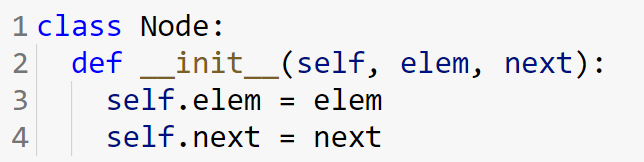 1 class Node:
2   def __init__(self, elem, next):
3     self.elem = elem
4     self.next = next